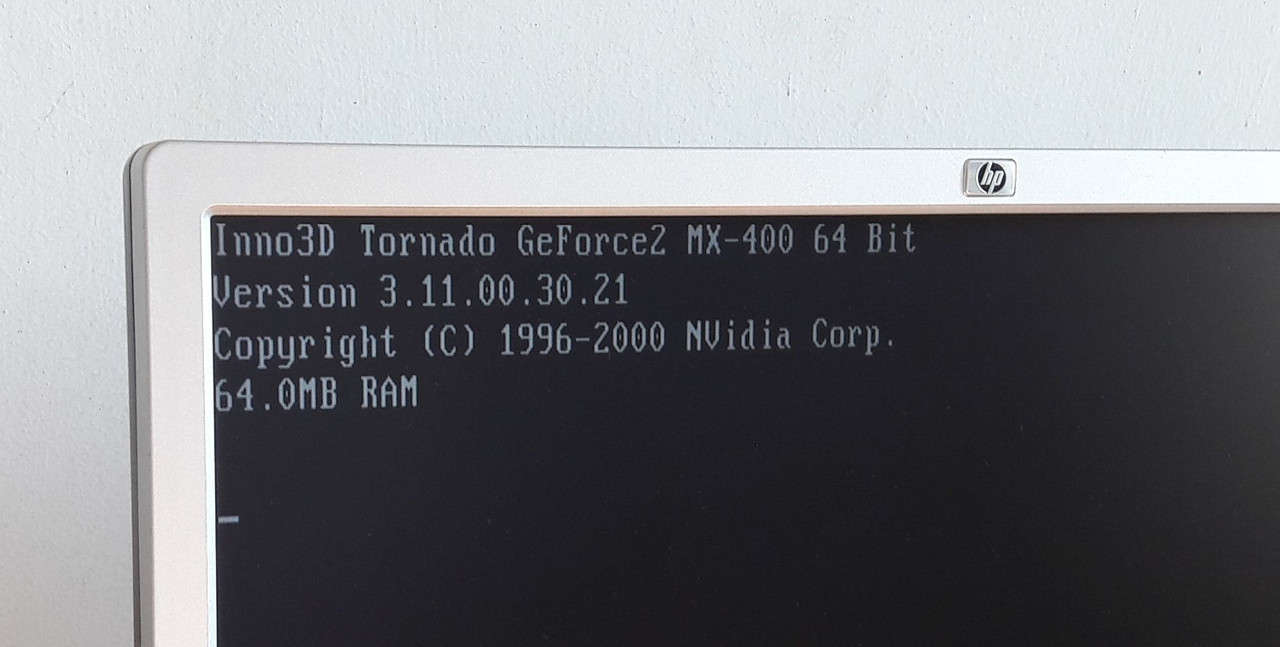 hp
Inno3D Tornado GeForce2 MX-400 64 Bit
Version 3.11.00.30.21
Copyright (C) 1996-2000 NVidia Corp.
64.0MB RAM